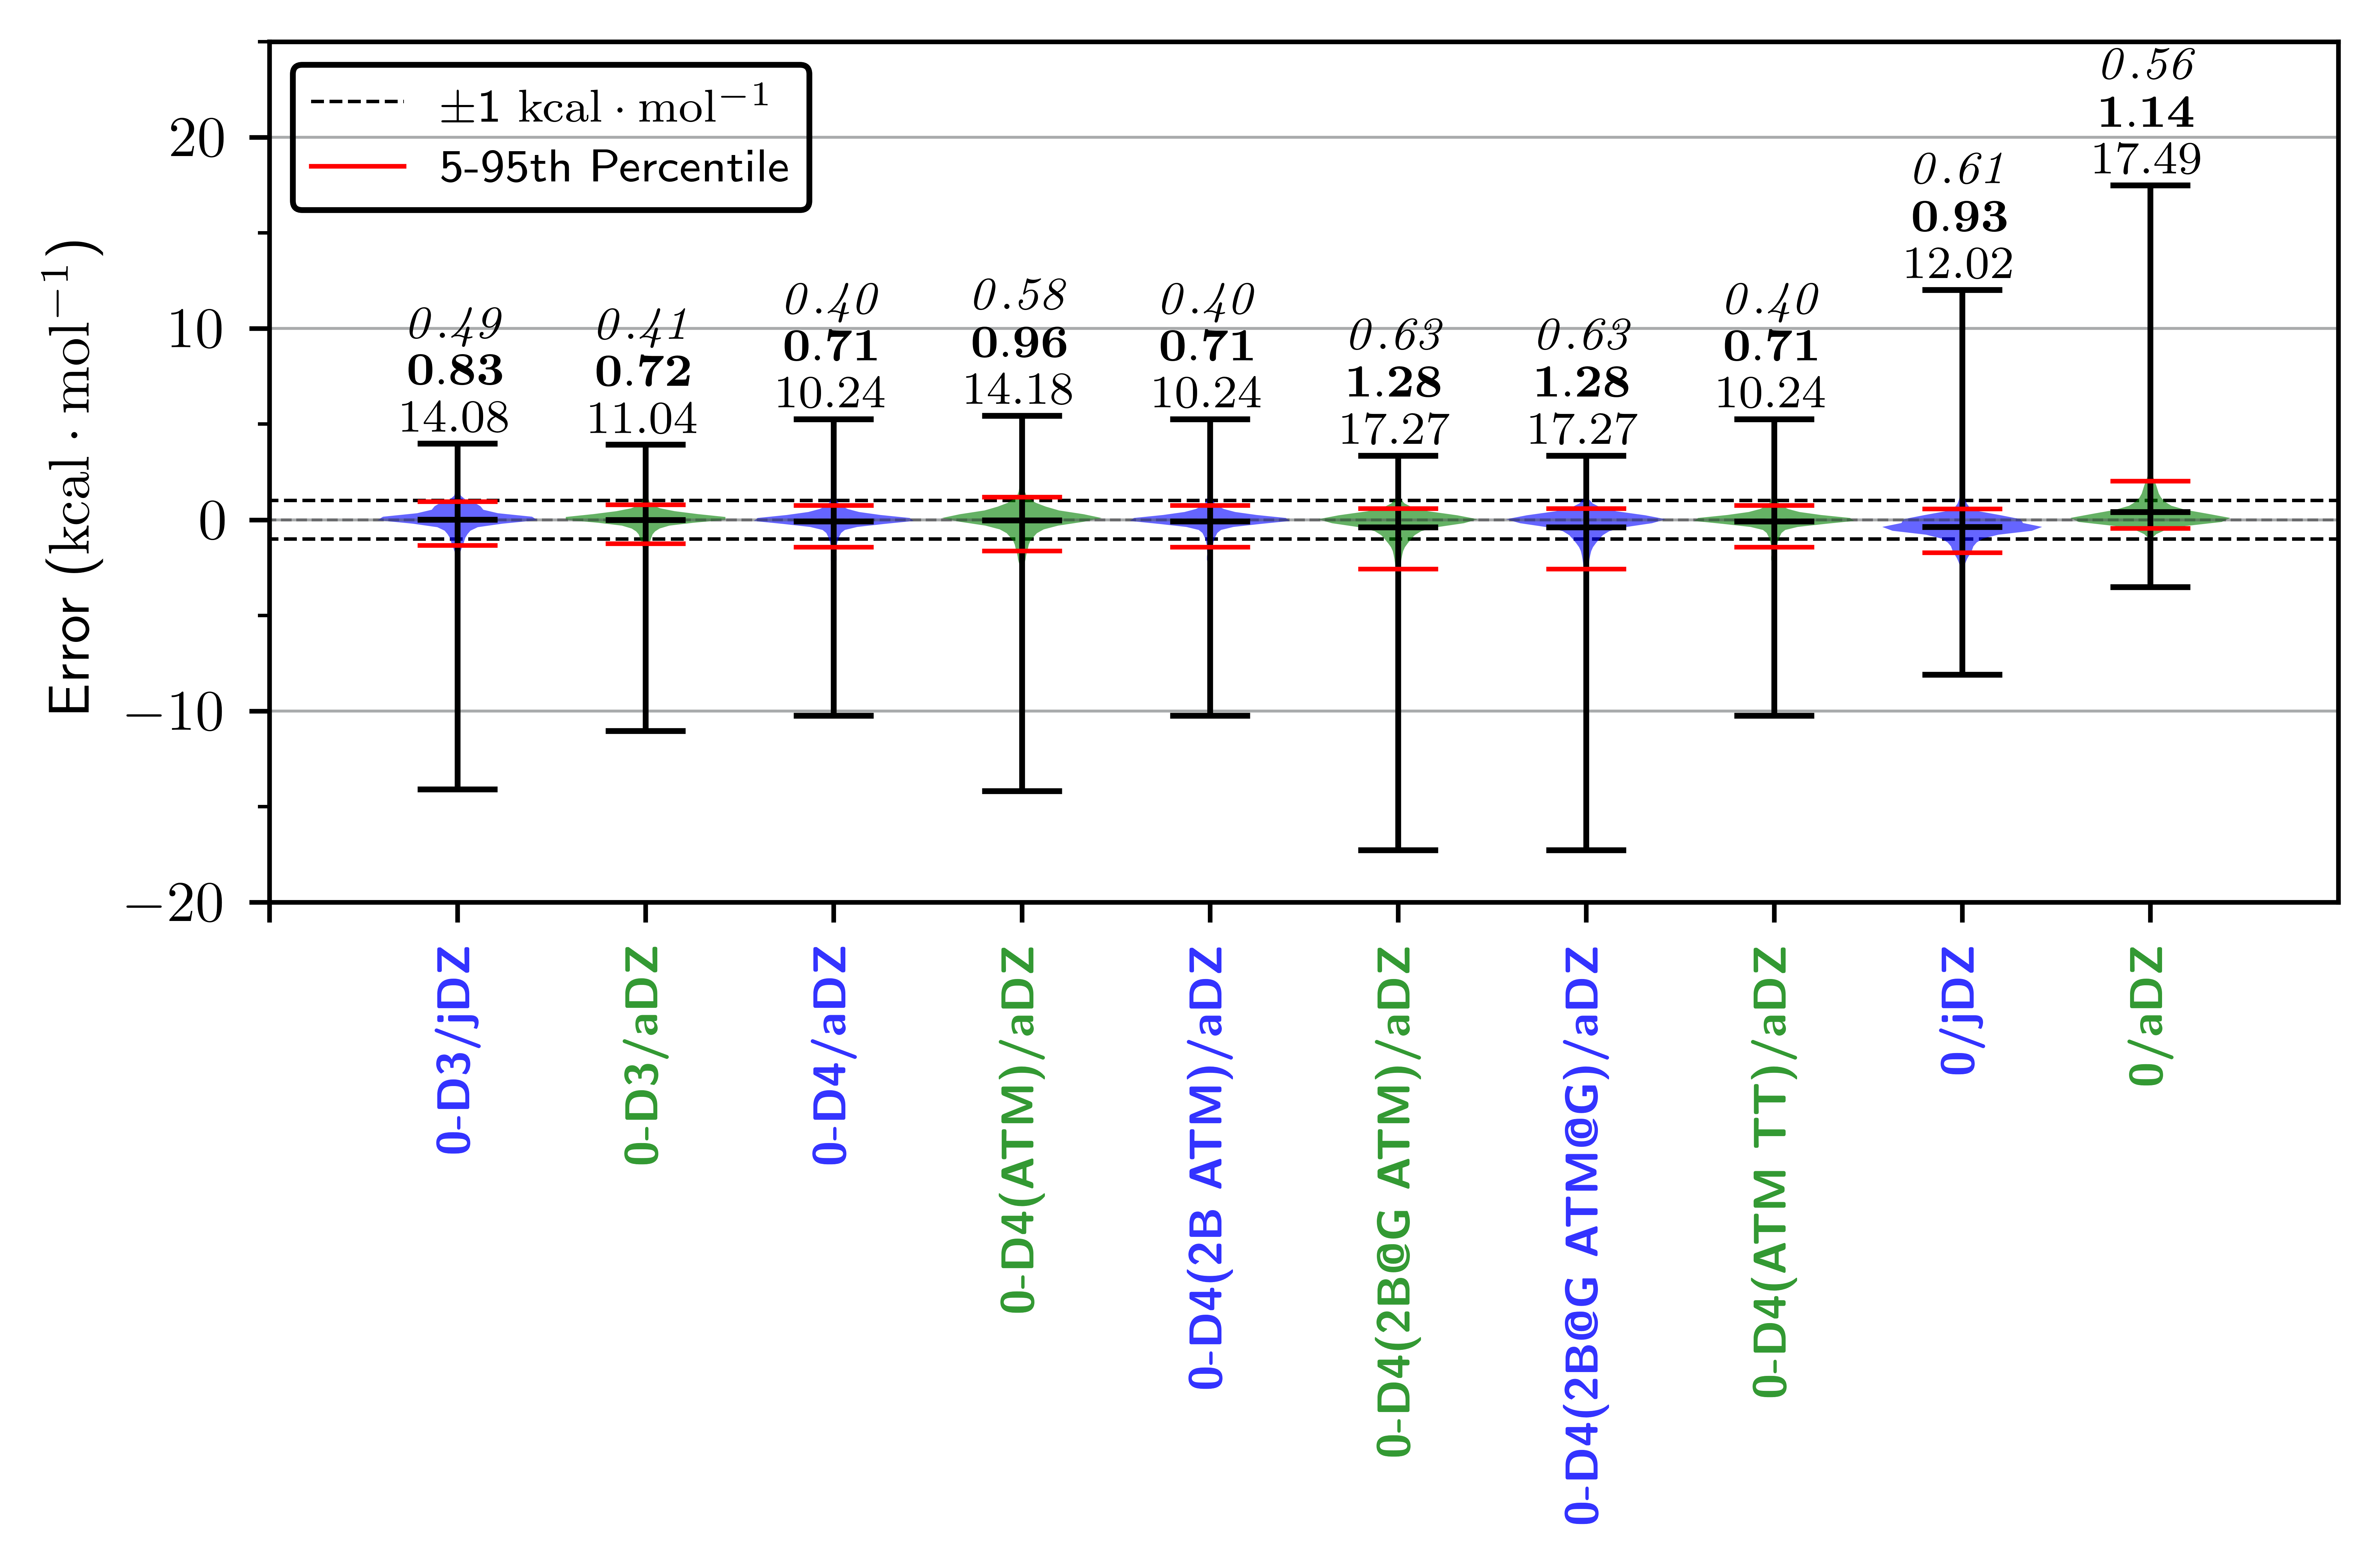 ±1 kcal · mol⁻¹
5-95th Percentile
Error (kcal · mol⁻¹)
20
10
0
−10
−20
0.49
0.83
14.08
0.41
0.72
11.04
0.40
0.71
10.24
0.58
0.96
14.18
0.40
0.71
10.24
0.63
1.28
17.27
0.63
1.28
17.27
0.40
0.71
10.24
0.61
0.93
12.02
0.56
1.14
17.49
0-D3/jDZ
0-D3/aDZ
0-D4/aDZ
0-D4(ATM)/aDZ
0-D4(2B ATM)/aDZ
0-D4(2B@G ATM)/aDZ
0-D4(2B@G ATM@G)/aDZ
0-D4(ATM TT)/aDZ
0/jDZ
0/aDZ